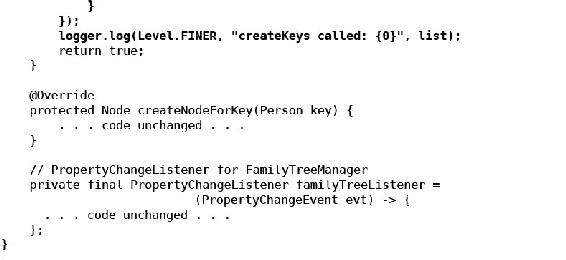 }
        });
        logger.log(Level.FINER, "createKeys called: {0}", list);
        return true;
    }

    @Override
    protected Node createNodeForKey(Person key) {
        . . . code unchanged . . .
    }

    // PropertyChangeListener for FamilyTreeManager
    private final PropertyChangeListener familyTreeListener =
                           (PropertyChangeEvent evt) -> {
      . . . code unchanged . . .
    };
}